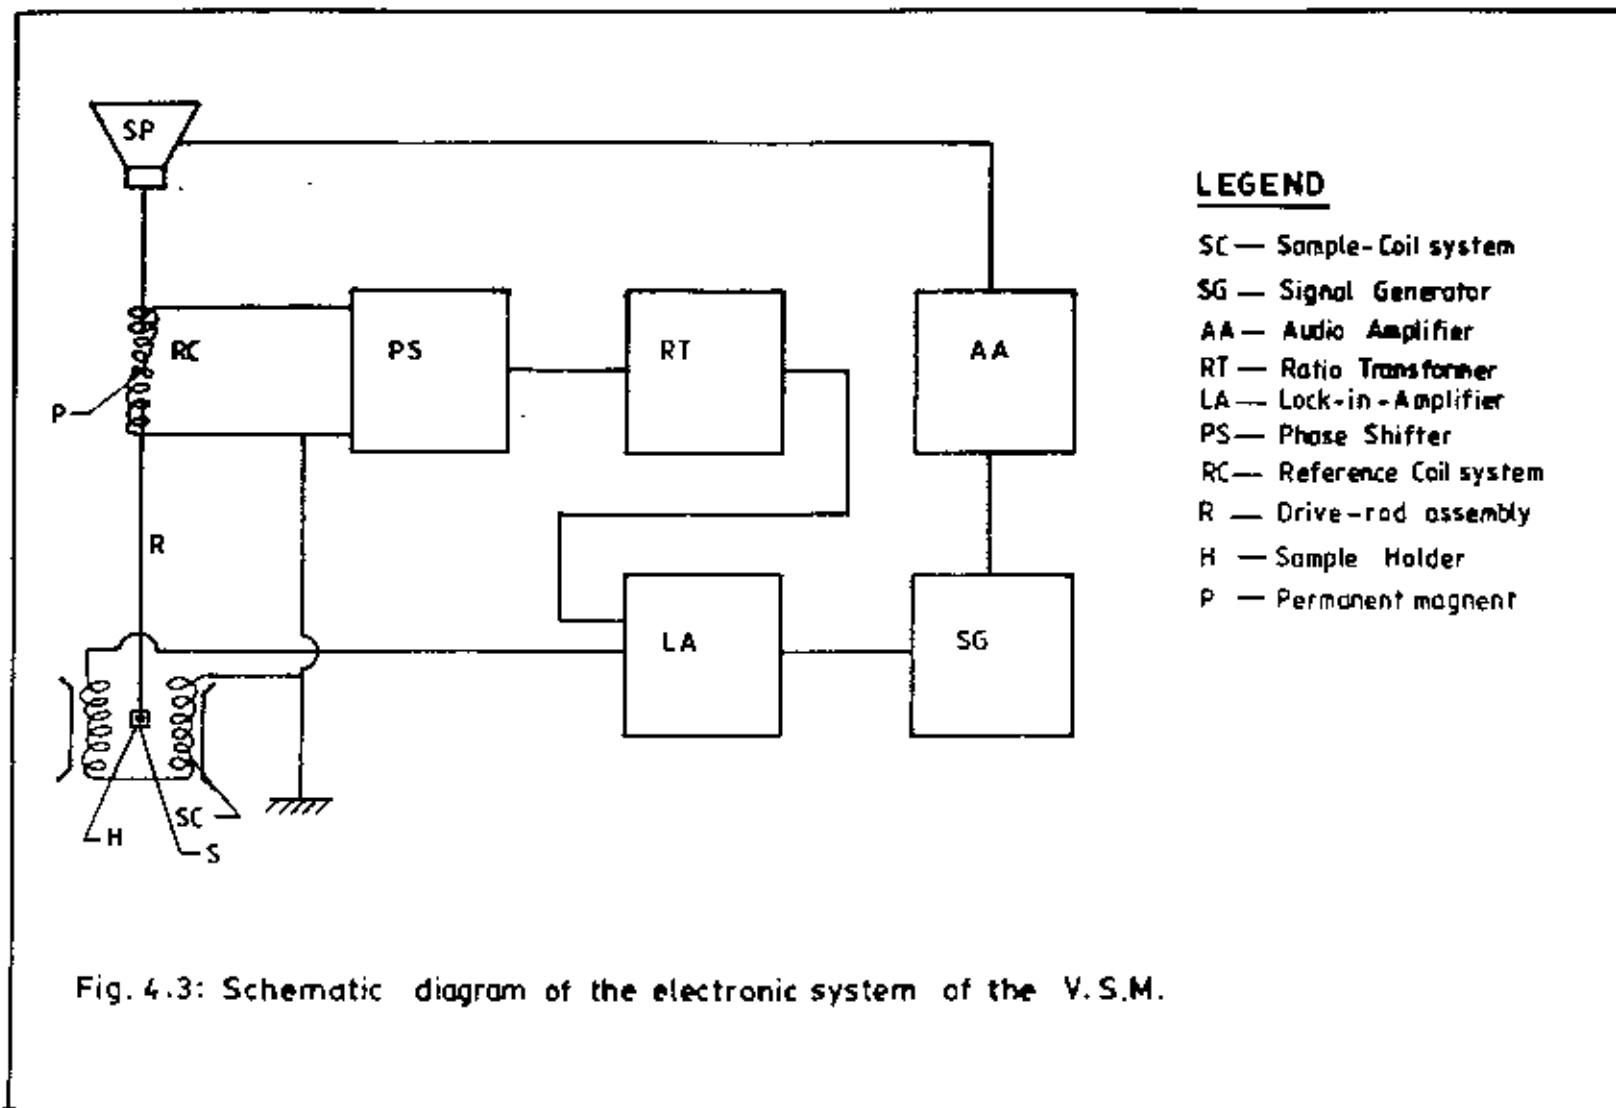 SP
RC
PS
RT
AA
P
R
LA
SG
SC
H
S
LEGEND
SC — Sample-Coil system
SG — Signal Generator
AA — Audio Amplifier
RT — Ratio Transformer
LA — Lock-in-Amplifier
PS — Phase Shifter
RC — Reference Coil system
R — Drive-rod assembly
H — Sample Holder
P — Permanent magnent
Fig. 4.3: Schematic diagram of the electronic system of the V.S.M.